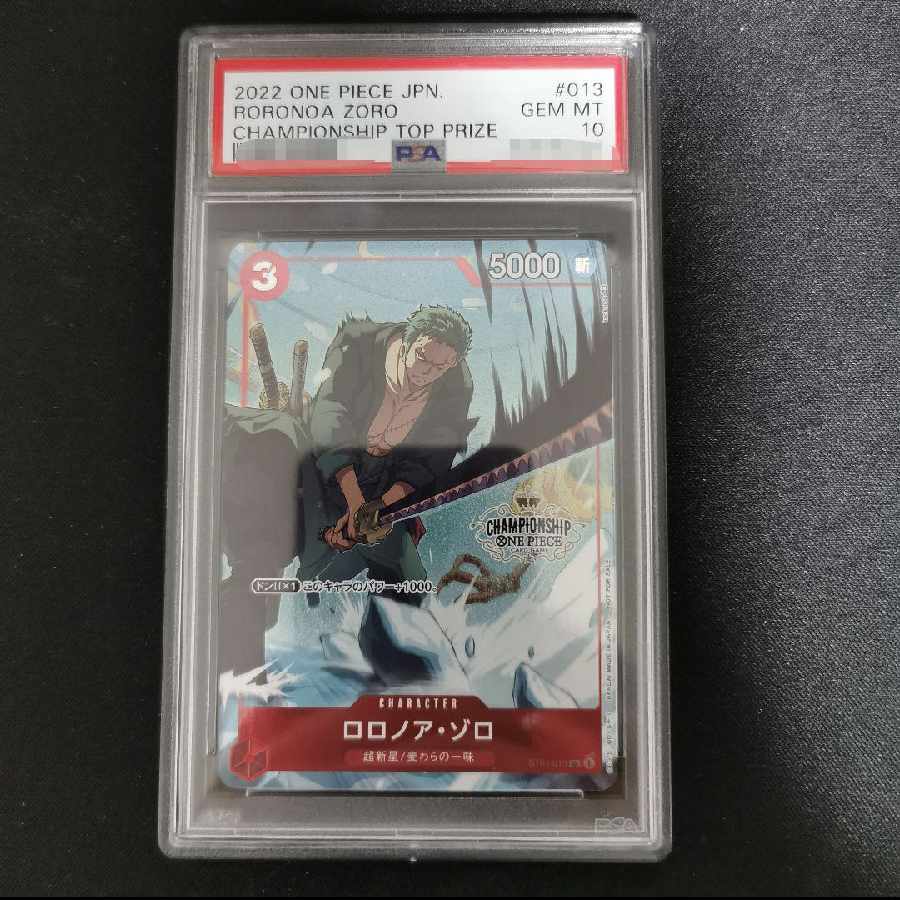 2022 ONE PIECE JPN. #013
RORONOA ZORO GEM MT
CHAMPIONSHIP TOP PRIZE 10
PSA
3 5000 斬
CHAMPIONSHIP
ONE PIECE
CARD GAME
ドン!!×1 このキャラのパワー+1000。
CHARACTER
ロロノア・ゾロ
超新星/麦わらの一味
PSA